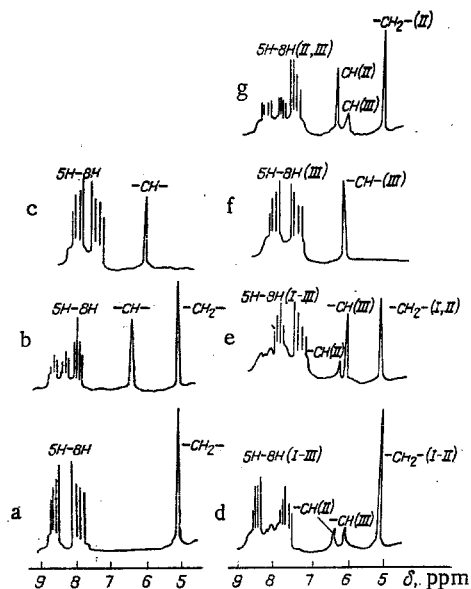 g
5H-8H(II,III)
CH(II)
CH(III)
-CH₂-(II)
c
5H-8H
-CH-
f
5H-8H(III)
-CH-(III)
b
5H-8H
-CH-
-CH₂-
e
5H-8H(I-III)
-CH(II)
-CH(III)
-CH₂-(I,II)
a
5H-8H
-CH₂-
d
5H-8H(I-III)
-CH(II)
-CH(III)
-CH₂-(I-II)
9 8 7 6 5
9 8 7 6 5 δ, ppm